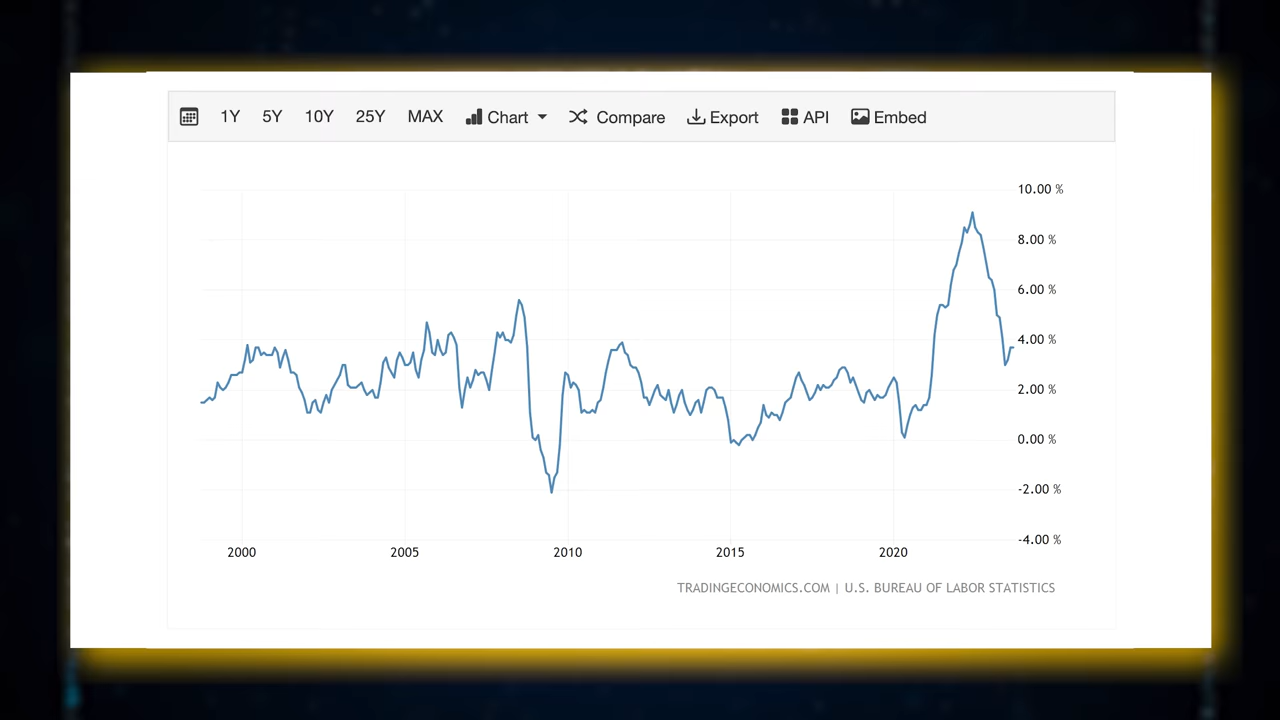 1Y 5Y 10Y 25Y MAX Chart Compare Export API Embed
10.00 %
8.00 %
6.00 %
4.00 %
2.00 %
0.00 %
-2.00 %
-4.00 %
2000 2005 2010 2015 2020
TRADINGECONOMICS.COM | U.S. BUREAU OF LABOR STATISTICS